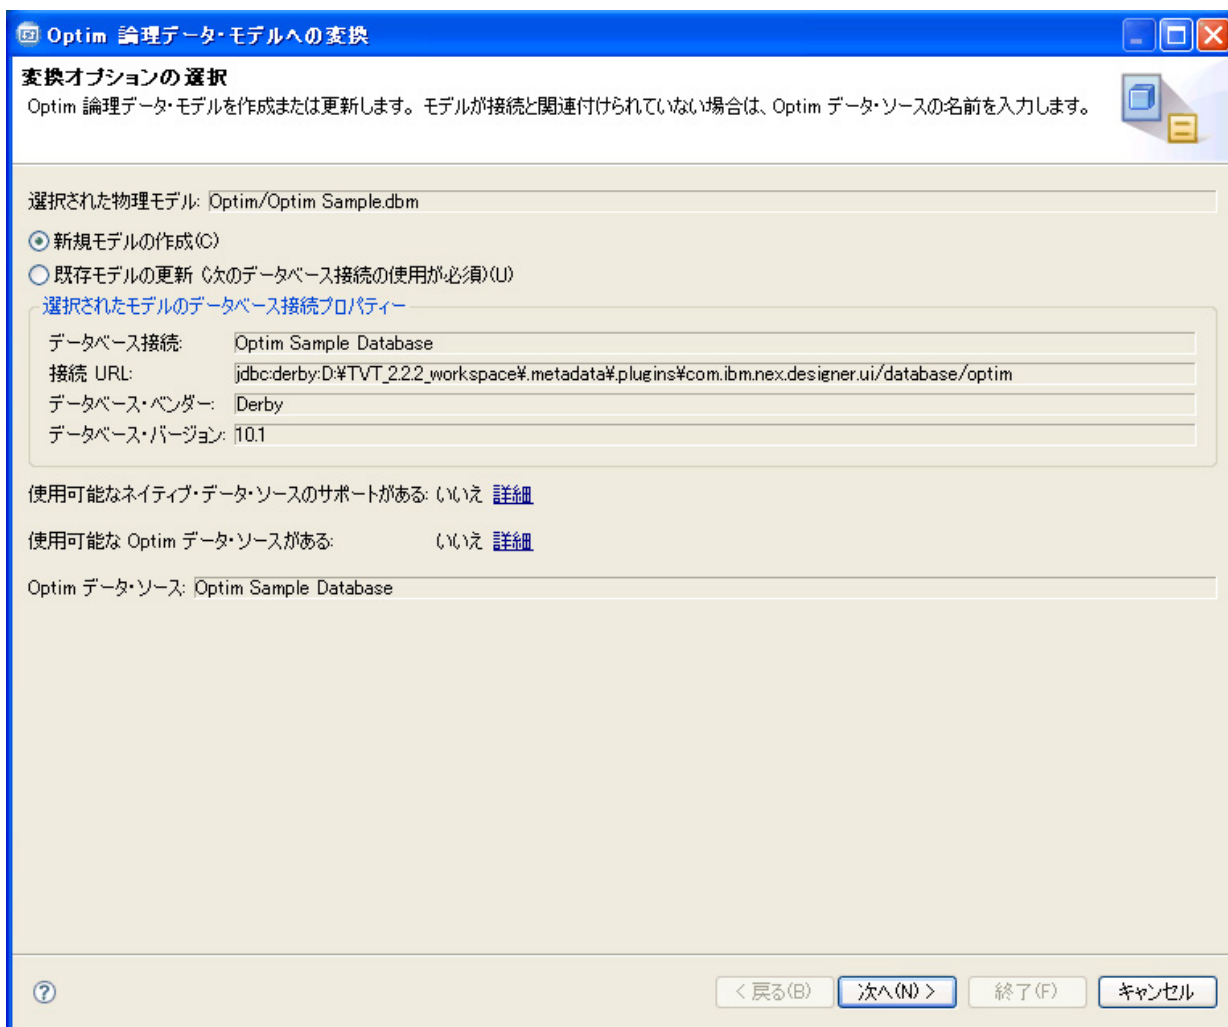 Optim 論理データ・モデルへの変換
変換オプションの選択
Optim 論理データ・モデルを作成または更新します。モデルが接続と関連付けられていない場合は、Optim データ・ソースの名前を入力します。
選択された物理モデル: Optim/Optim Sample.dbm
新規モデルの作成(C)
既存モデルの更新 (次のデータベース接続の使用が必須)(U)
選択されたモデルのデータベース接続プロパティー
データベース接続: Optim Sample Database
接続 URL: jdbc:derby:D:¥TVT_2.2.2_workspace¥.metadata¥.plugins¥com.ibm.nex.designer.ui/database/optim
データベース・ベンダー: Derby
データベース・バージョン: 10.1
使用可能なネイティブ・データ・ソースのサポートがある: いいえ 詳細
使用可能な Optim データ・ソースがある: いいえ 詳細
Optim データ・ソース: Optim Sample Database
? < 戻る(B) 次へ(N) > 終了(F) キャンセル